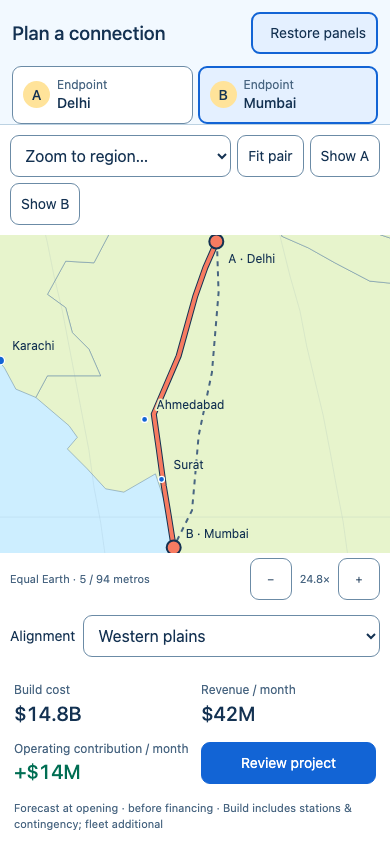 Plan a connection
Restore panels
A
Endpoint
Delhi
B
Endpoint
Mumbai
Zoom to region...
Fit pair
Show A
Show B
A · Delhi
Karachi
Ahmedabad
Surat
B · Mumbai
Equal Earth · 5 / 94 metros
−
24.8×
+
Alignment
Western plains
Build cost
$14.8B
Revenue / month
$42M
Operating contribution / month
+$14M
Review project
Forecast at opening · before financing · Build includes stations &
contingency; fleet additional